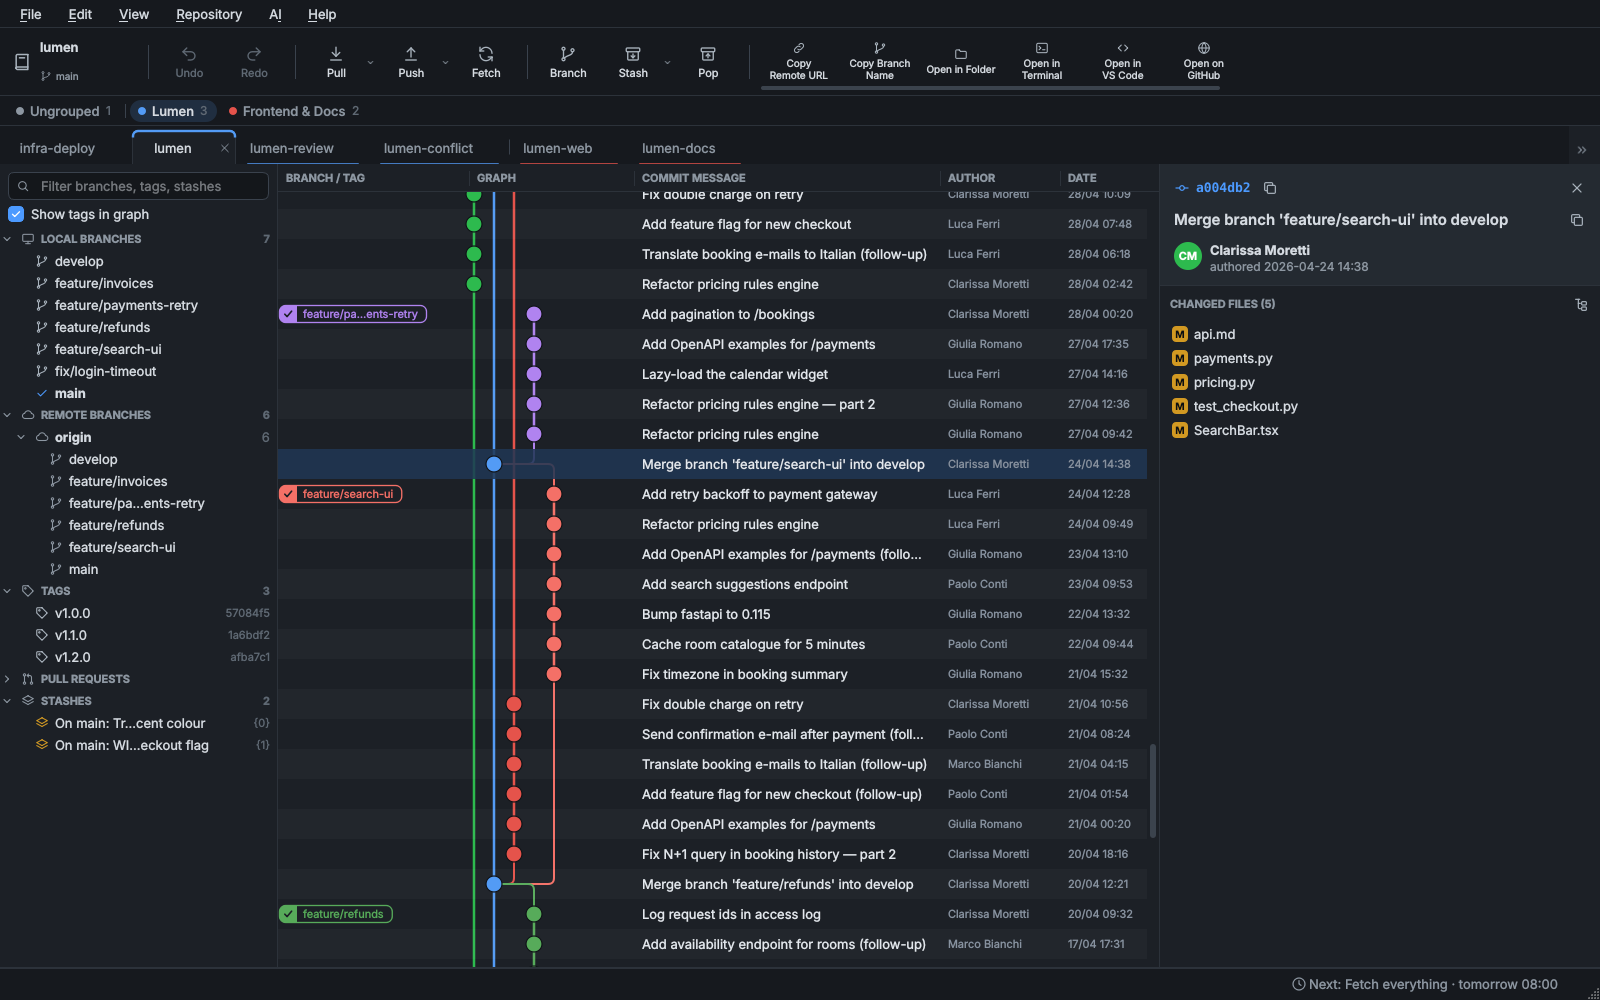 File Edit View Repository AI Help
lumen
main
Undo
Redo
Pull
Push
Fetch
Branch
Stash
Pop
Copy
Remote URL
Copy Branch
Name
Open in Folder
Open in
Terminal
Open in
VS Code
Open on
GitHub
Ungrouped 1
Lumen 3
Frontend & Docs 2
infra-deploy
lumen
lumen-review
lumen-conflict
lumen-web
lumen-docs
Filter branches, tags, stashes
Show tags in graph
LOCAL BRANCHES 7
develop
feature/invoices
feature/payments-retry
feature/refunds
feature/search-ui
fix/login-timeout
main
REMOTE BRANCHES 6
origin 6
develop
feature/invoices
feature/pa...ents-retry
feature/refunds
feature/search-ui
main
TAGS 3
v1.0.0 57084f5
v1.1.0 1a6bdf2
v1.2.0 afba7c1
PULL REQUESTS
STASHES 2
On main: Tr...cent colour {0}
On main: WI...eckout flag {1}
BRANCH / TAG GRAPH COMMIT MESSAGE AUTHOR DATE
Fix double charge on retry Clarissa Moretti 28/04 10:09
Add feature flag for new checkout Luca Ferri 28/04 07:48
Translate booking e-mails to Italian (follow-up) Luca Ferri 28/04 06:18
Refactor pricing rules engine Clarissa Moretti 28/04 02:42
feature/pa...ents-retry Add pagination to /bookings Clarissa Moretti 28/04 00:20
Add OpenAPI examples for /payments Giulia Romano 27/04 17:35
Lazy-load the calendar widget Luca Ferri 27/04 14:16
Refactor pricing rules engine — part 2 Giulia Romano 27/04 12:36
Refactor pricing rules engine Giulia Romano 27/04 09:42
Merge branch 'feature/search-ui' into develop Clarissa Moretti 24/04 14:38
feature/search-ui Add retry backoff to payment gateway Luca Ferri 24/04 12:28
Refactor pricing rules engine Luca Ferri 24/04 09:49
Add OpenAPI examples for /payments (follo... Giulia Romano 23/04 13:10
Add search suggestions endpoint Paolo Conti 23/04 09:53
Bump fastapi to 0.115 Giulia Romano 22/04 13:32
Cache room catalogue for 5 minutes Paolo Conti 22/04 09:44
Fix timezone in booking summary Giulia Romano 21/04 15:32
Fix double charge on retry Clarissa Moretti 21/04 10:56
Send confirmation e-mail after payment (foll... Paolo Conti 21/04 08:24
Translate booking e-mails to Italian (follow-up) Marco Bianchi 21/04 04:15
Add feature flag for new checkout (follow-up) Paolo Conti 21/04 01:54
Add OpenAPI examples for /payments Giulia Romano 21/04 00:20
Fix N+1 query in booking history — part 2 Clarissa Moretti 20/04 18:16
Merge branch 'feature/refunds' into develop Clarissa Moretti 20/04 12:21
feature/refunds Log request ids in access log Clarissa Moretti 20/04 09:32
Add availability endpoint for rooms (follow-up) Marco Bianchi 17/04 17:31
a004db2
Merge branch 'feature/search-ui' into develop
CM
Clarissa Moretti
authored 2026-04-24 14:38
CHANGED FILES (5)
M api.md
M payments.py
M pricing.py
M test_checkout.py
M SearchBar.tsx
Next: Fetch everything · tomorrow 08:00